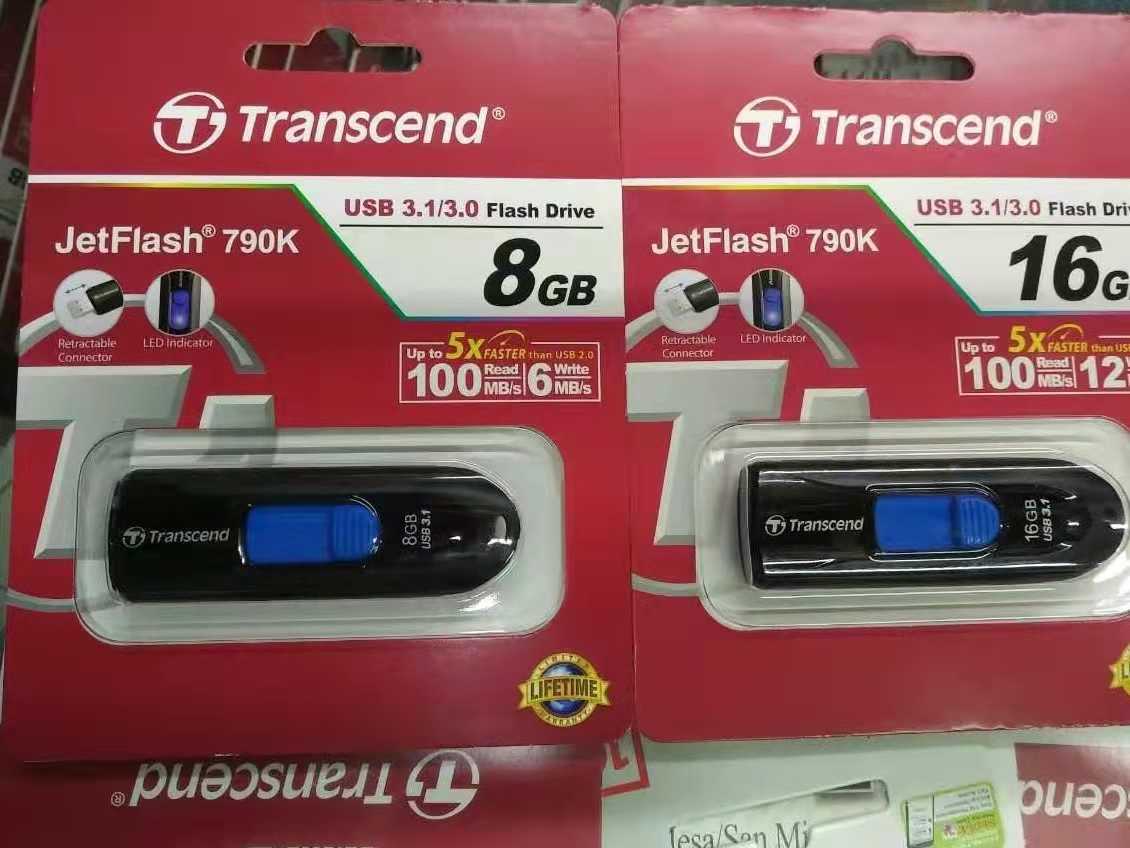 Transcend®
USB 3.1/3.0 Flash Drive
JetFlash® 790K
8GB
Retractable
Connector
LED Indicator
Up to 5X FASTER than USB 2.0
100 Read MB/s 6 Write MB/s
Transcend
8GB
USB 3.1
LIMITED
LIFETIME
WARRANTY
Transcend®
USB 3.1/3.0 Flash
JetFlash® 790K
16
Retractable
Connector
LED Indicator
Up to 5X FASTER than
100 Read MB/s 12
Transcend
16GB
USB 3.1
Transcend®